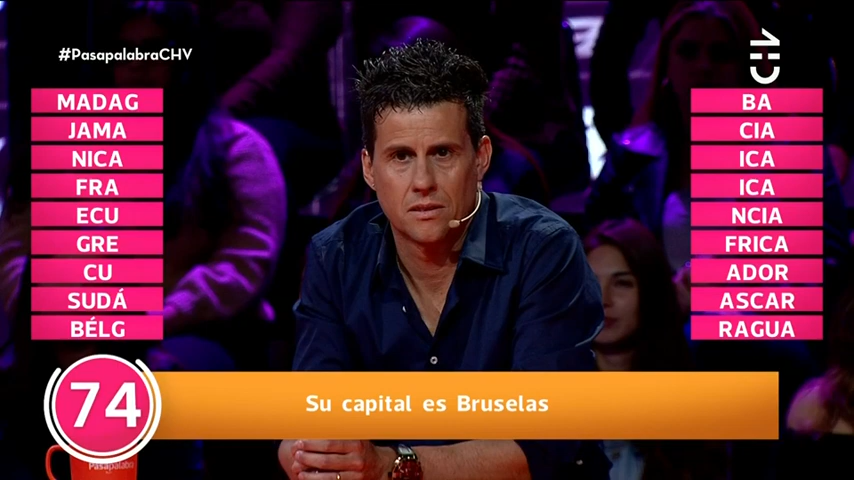 #PasapalabraCHV
CHV
MADAG
JAMA
NICA
FRA
ECU
GRE
CU
SUDÁ
BÉLG
BA
CIA
ICA
ICA
NCIA
FRICA
ADOR
ASCAR
RAGUA
74
Su capital es Bruselas
Pasapalabra